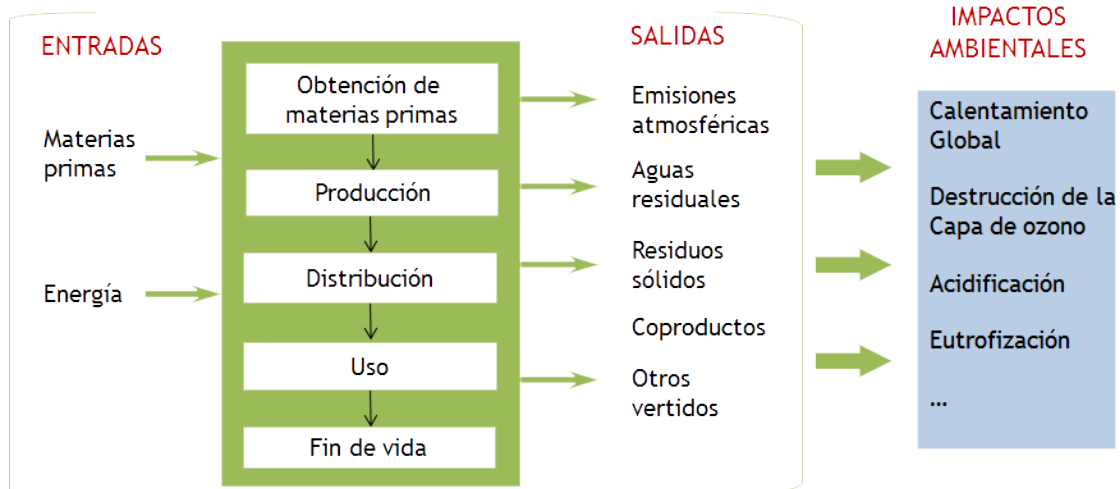 ENTRADAS
Materias
primas
Energía
Obtención de
materias primas
Producción
Distribución
Uso
Fin de vida
SALIDAS
Emisiones
atmosféricas
Aguas
residuales
Residuos
sólidos
Coproductos
Otros
vertidos
IMPACTOS
AMBIENTALES
Calentamiento
Global
Destrucción de la
Capa de ozono
Acidificación
Eutrofización
...